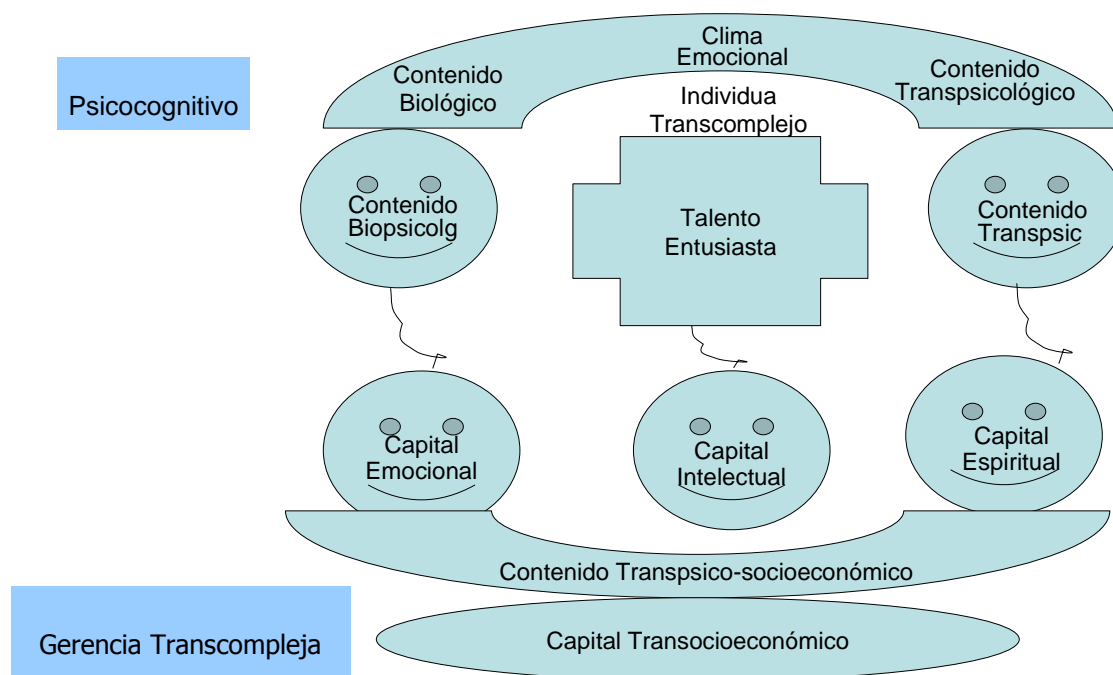 Clima
Emocional
Contenido
Biológico
Contenido
Transpsicológico
Psicocognitivo
Individua
Transcomplejo
Contenido
Biopsicolg
Talento
Entusiasta
Contenido
Transpsic
Capital
Emocional
Capital
Intelectual
Capital
Espiritual
Contenido Transpsico-socioeconómico
Gerencia Transcompleja
Capital Transocioeconómico